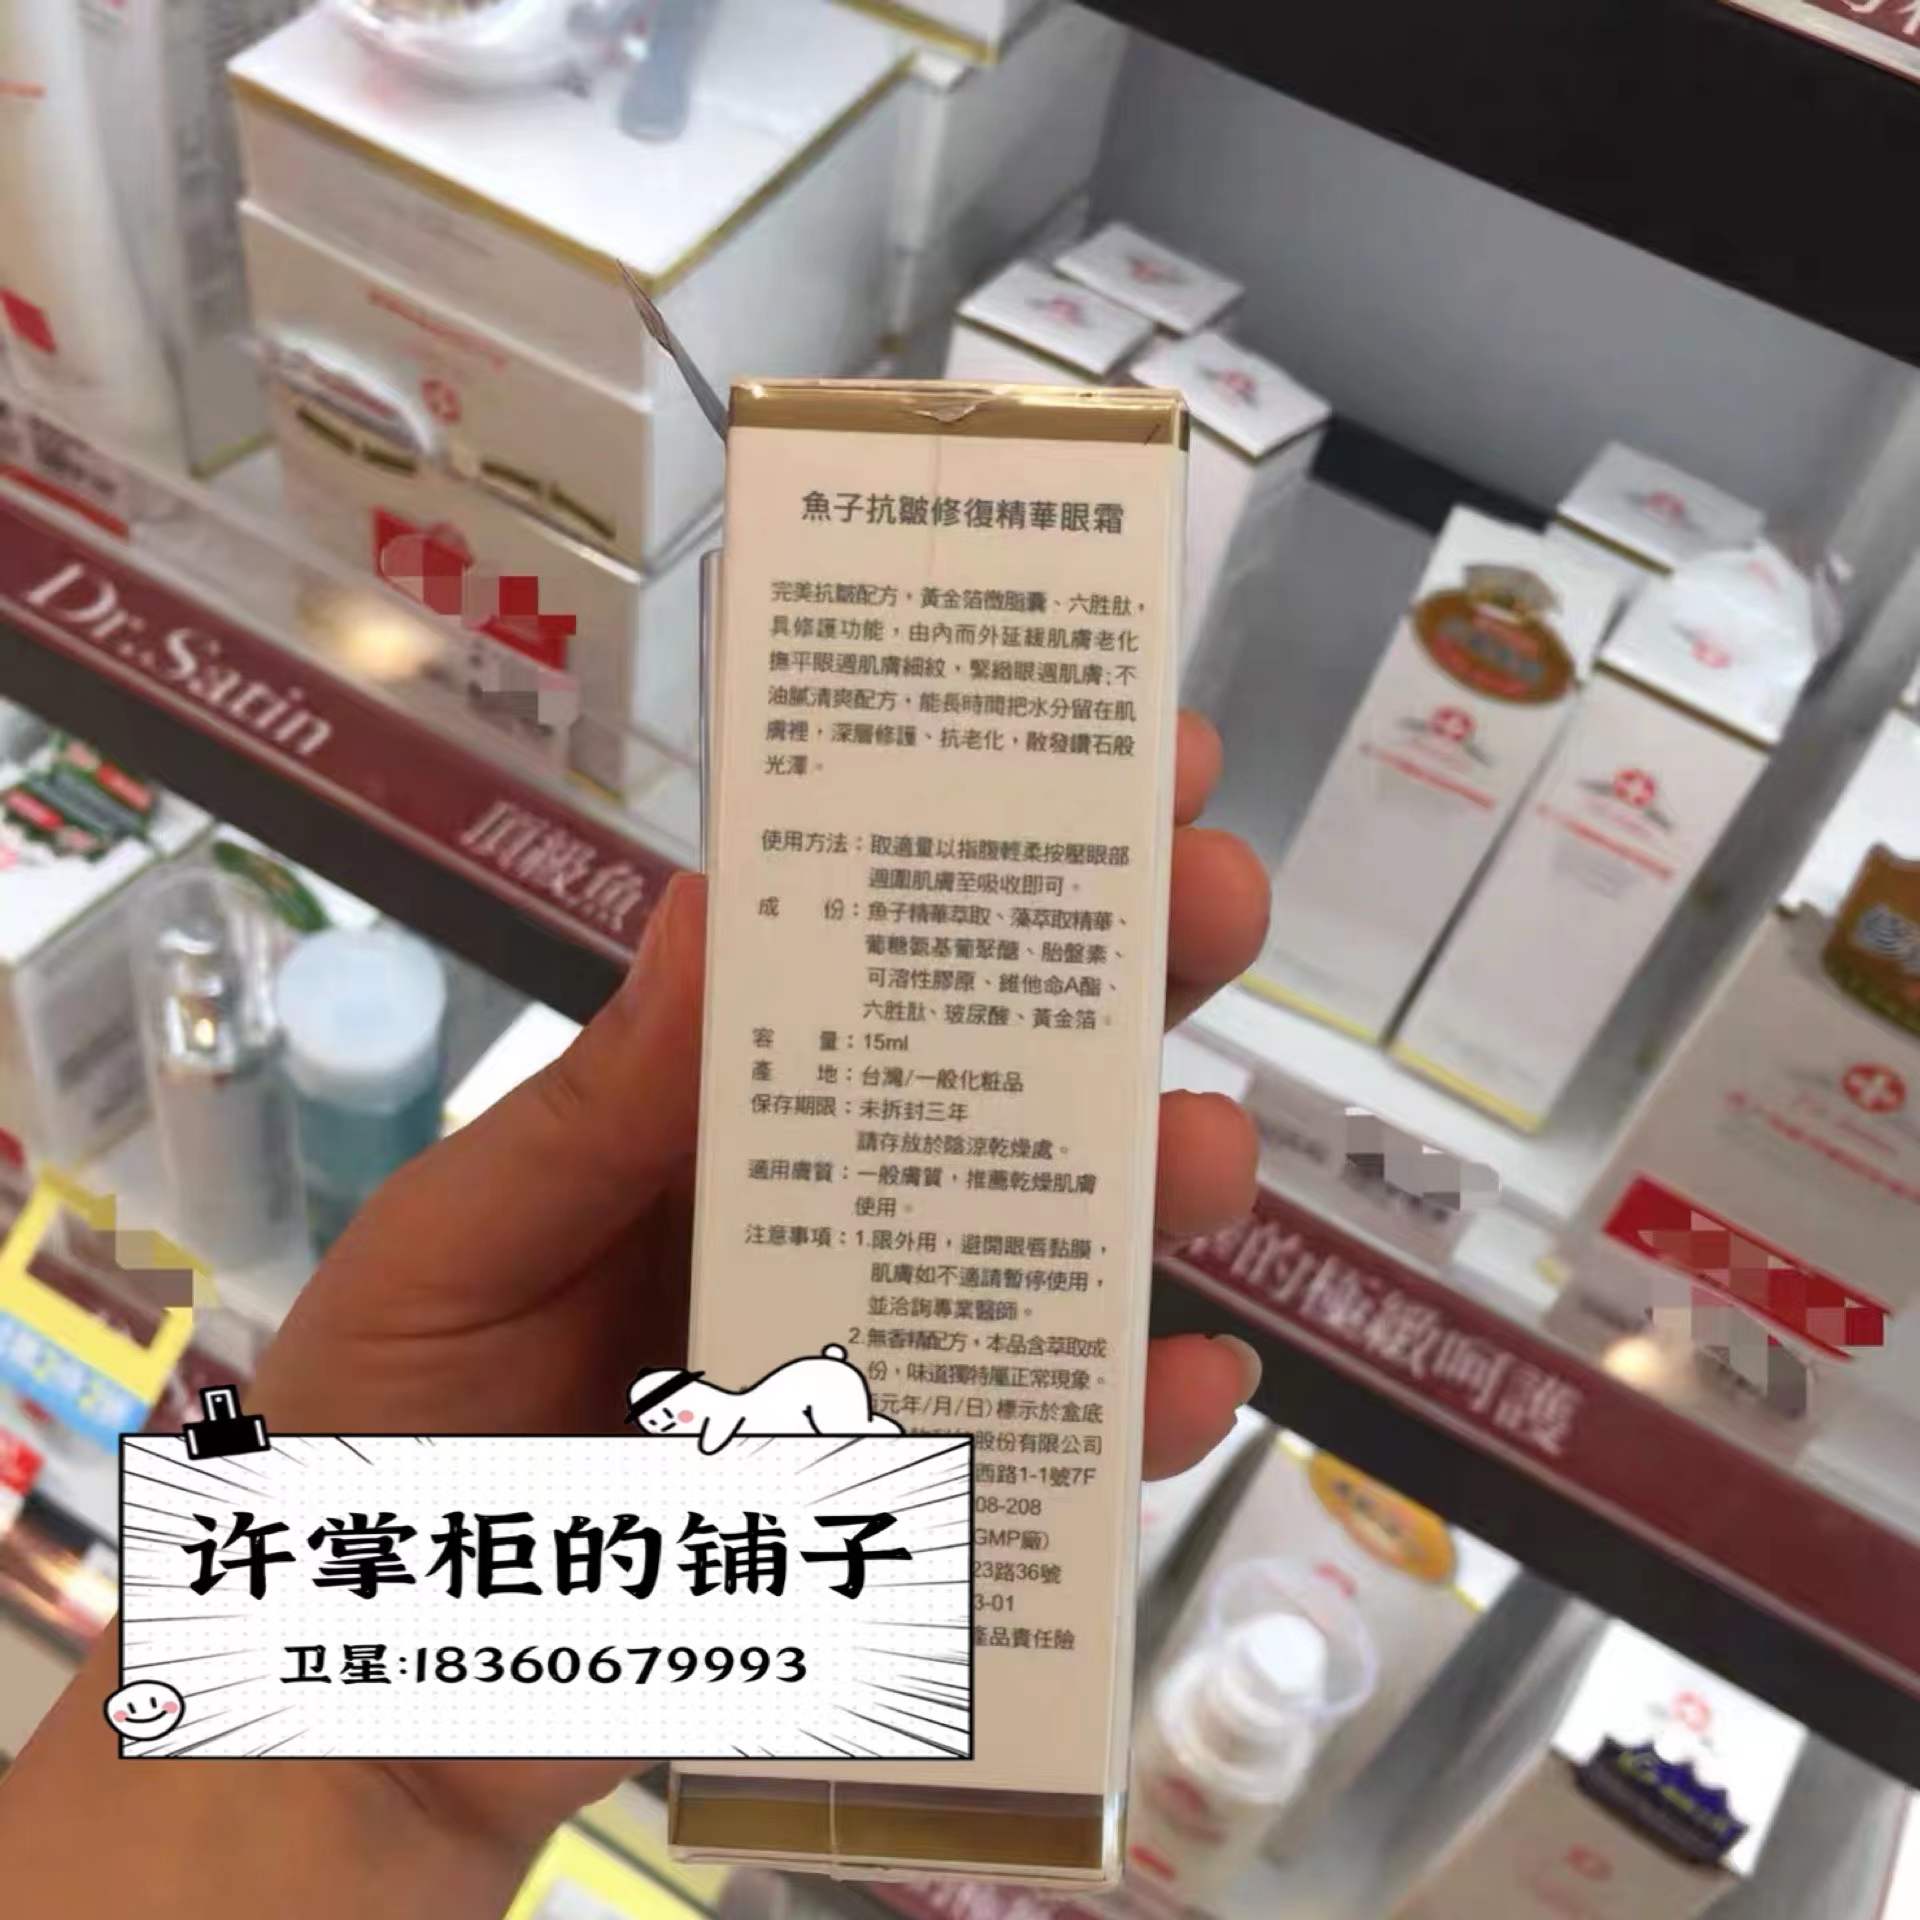 Dr.Satin
頂級魚
的極緻呵護
魚子抗皺修復精華眼霜
完美抗皺配方，黃金箔微脂囊、六胜肽，
具修護功能，由內而外延緩肌膚老化
撫平眼週肌膚細紋，緊緻眼週肌膚;不
油膩清爽配方，能長時間把水分留在肌
膚裡，深層修護、抗老化，散發鑽石般
光澤。
使用方法：取適量以指腹輕柔按壓眼部
週圍肌膚至吸收即可。
成 份：魚子精華萃取、藻萃取精華、
葡糖氨基葡聚醣、胎盤素、
可溶性膠原、維他命A酯、
六胜肽、玻尿酸、黃金箔。
容 量：15ml
產 地：台灣/一般化粧品
保存期限：未拆封三年
請存放於陰涼乾燥處。
適用膚質：一般膚質，推薦乾燥肌膚
使用。
注意事項：1.限外用，避開眼唇黏膜，
肌膚如不適請暫停使用，
並洽詢專業醫師。
2.無香精配方，本品含萃取成
份，味道獨特屬正常現象。
元年/月/日)標示於盒底
股份有限公司
西路1-1號7F
08-208
GMP廠)
23路36號
3-01
產品責任險
许掌柜的铺子
卫星:18360679993